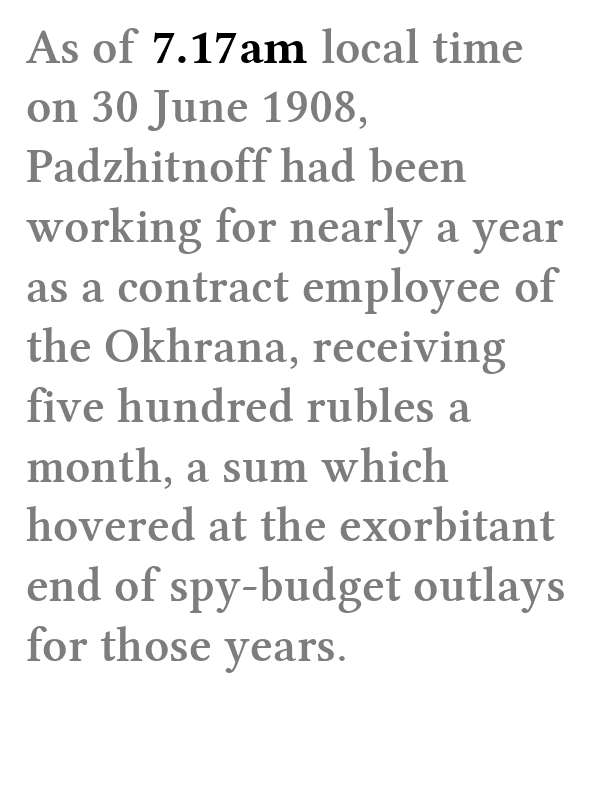 As of 7.17am local time
on 30 June 1908,
Padzhitnoff had been
working for nearly a year
as a contract employee of
the Okhrana, receiving
five hundred rubles a
month, a sum which
hovered at the exorbitant
end of spy-budget outlays
for those years.